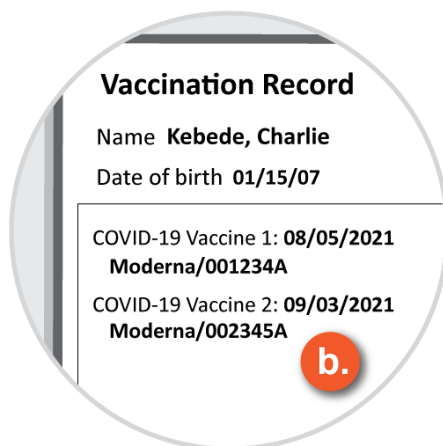 Vaccination Record
Name Kebede, Charlie
Date of birth 01/15/07
COVID-19 Vaccine 1: 08/05/2021
Moderna/001234A
COVID-19 Vaccine 2: 09/03/2021
Moderna/002345A
b.